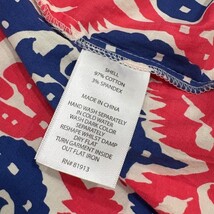 SHELL
97% COTTON
3% SPANDEX
MADE IN CHINA
HAND WASH SEPARATELY
IN COLD WATER
WASH DARK COLOR
SEPARATELY
RESHAPE WHILST DAMP
DRY FLAT
TURN GARMENT INSIDE
OUT FLAT IRON
RN# 81913